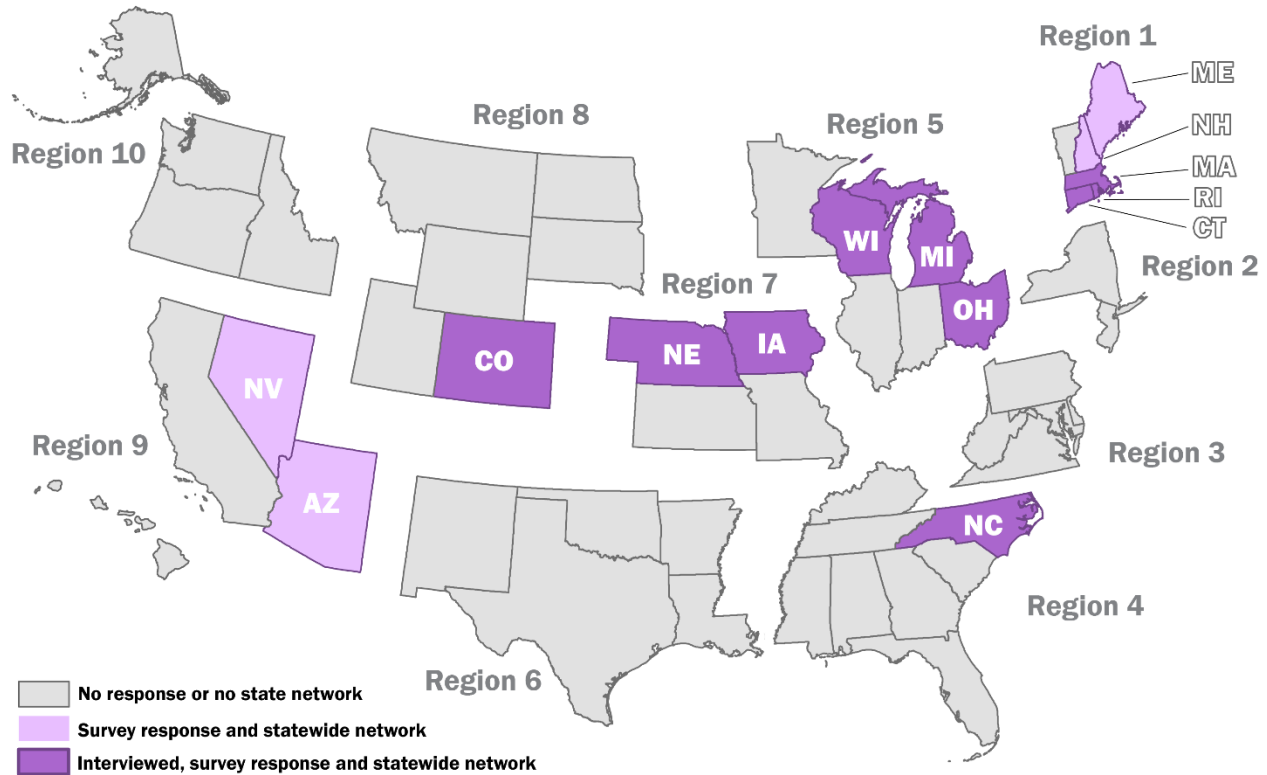 Region 1
ME
Region 8
Region 5
NH
Region 10
MA
RI
CT
WI
MI
Region 2
Region 7
OH
NE
IA
CO
NV
Region 9
Region 3
AZ
NC
Region 4
Region 6
No response or no state network
Survey response and statewide network
Interviewed, survey response and statewide network